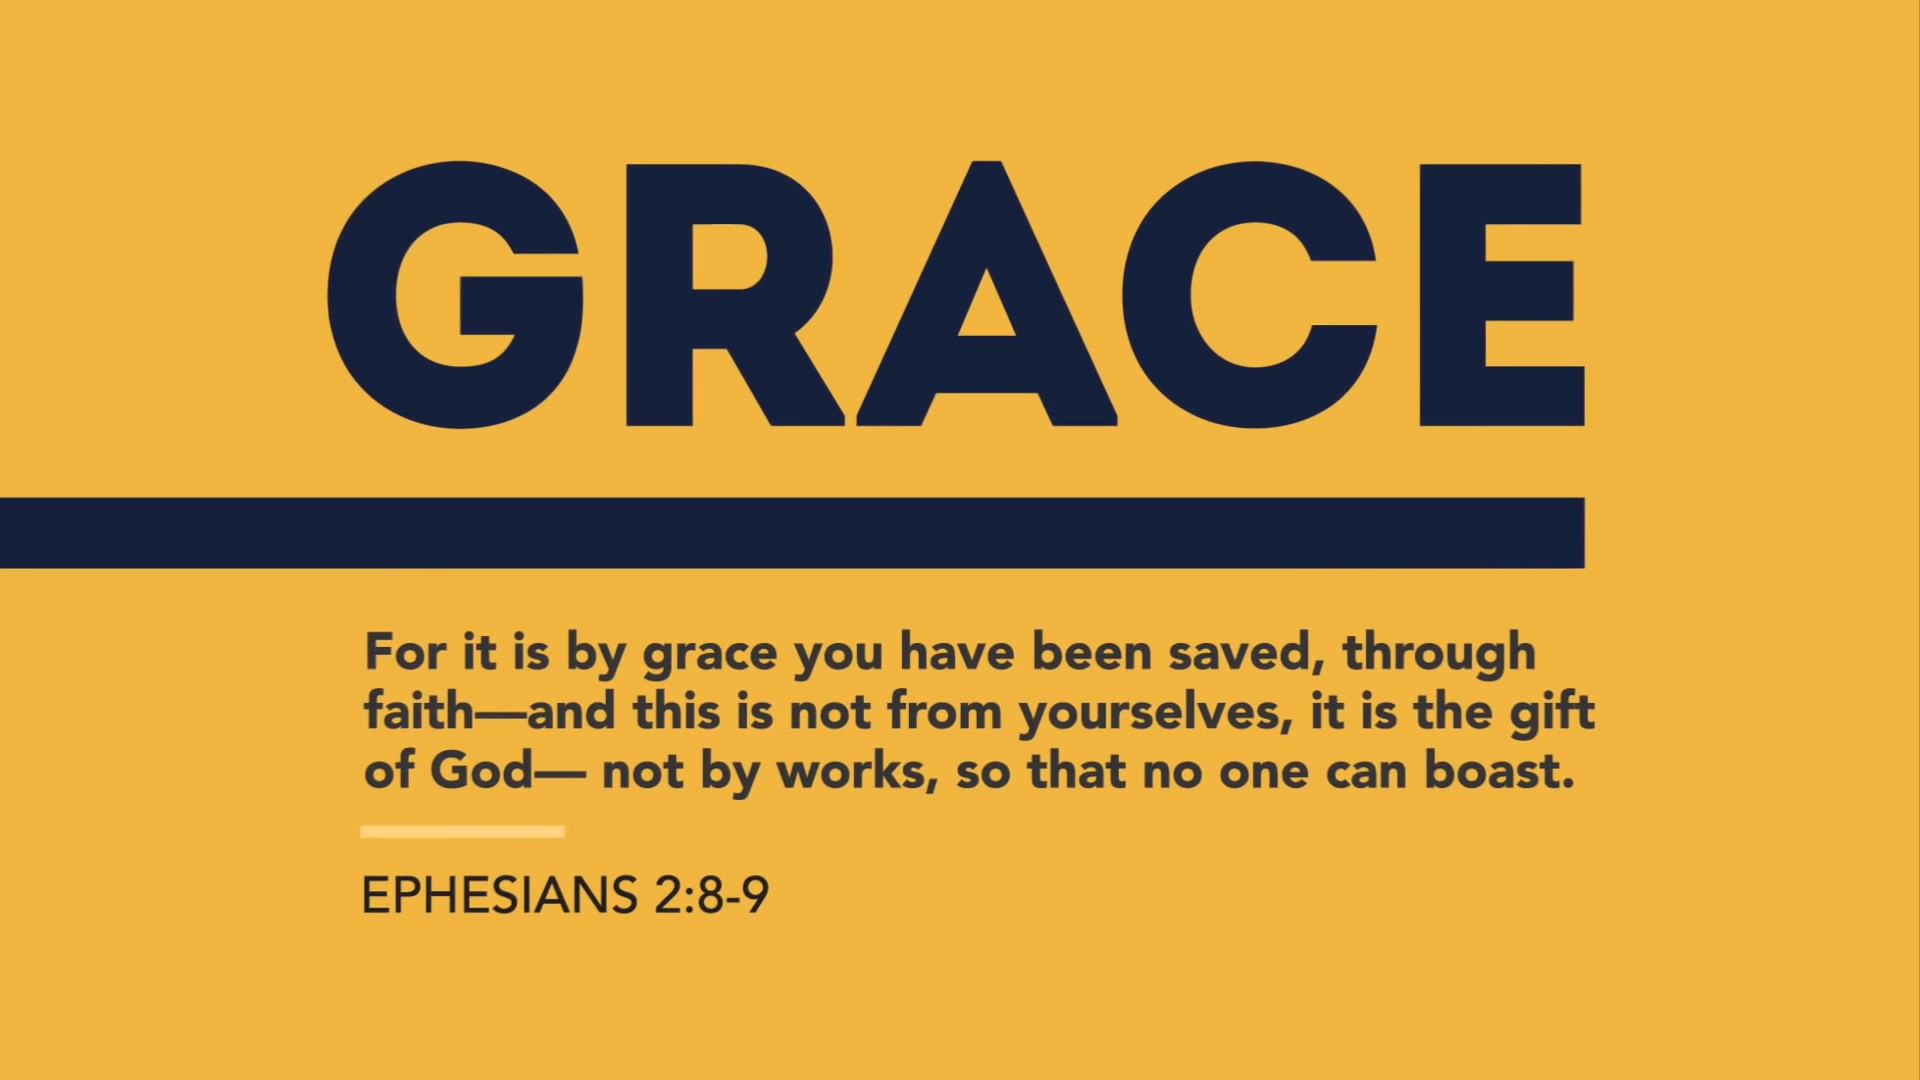 GRACE
For it is by grace you have been saved, through
faith—and this is not from yourselves, it is the gift
of God— not by works, so that no one can boast.
EPHESIANS 2:8-9